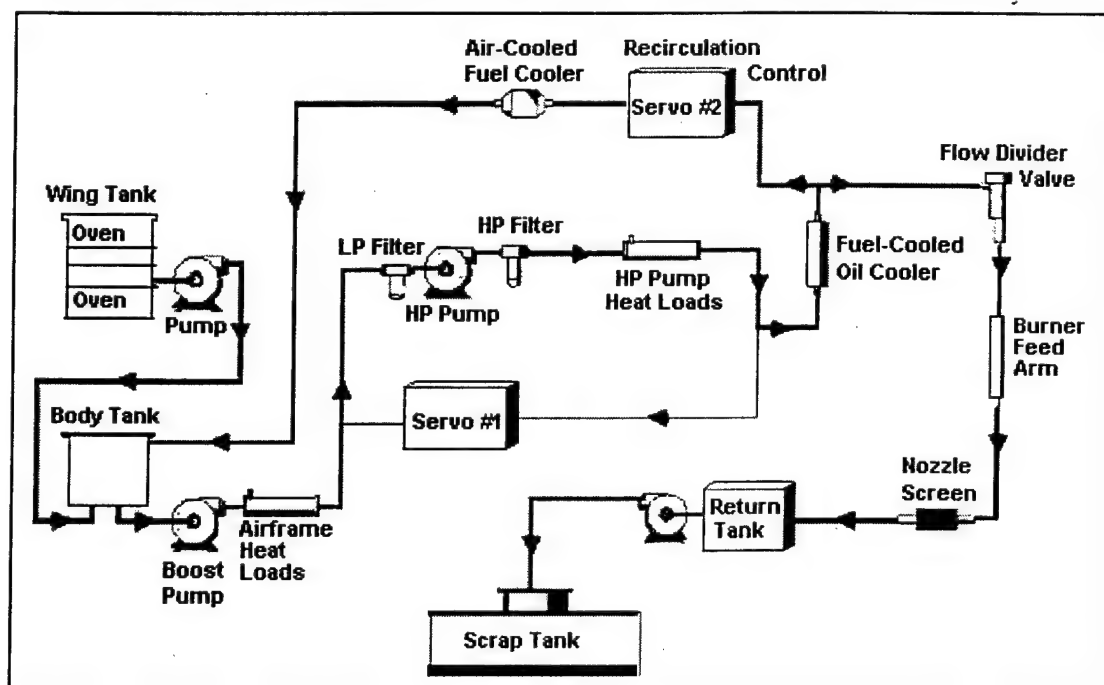 Air-Cooled
Fuel Cooler
Recirculation
Control
Servo #2
Flow Divider
Valve
Wing Tank
Oven
Oven
Pump
LP Filter
HP Filter
HP Pump
HP Pump
Heat Loads
Fuel-Cooled
Oil Cooler
Burner
Feed
Arm
Body Tank
Servo #1
Boost
Pump
Airframe
Heat
Loads
Nozzle
Screen
Return
Tank
Scrap Tank